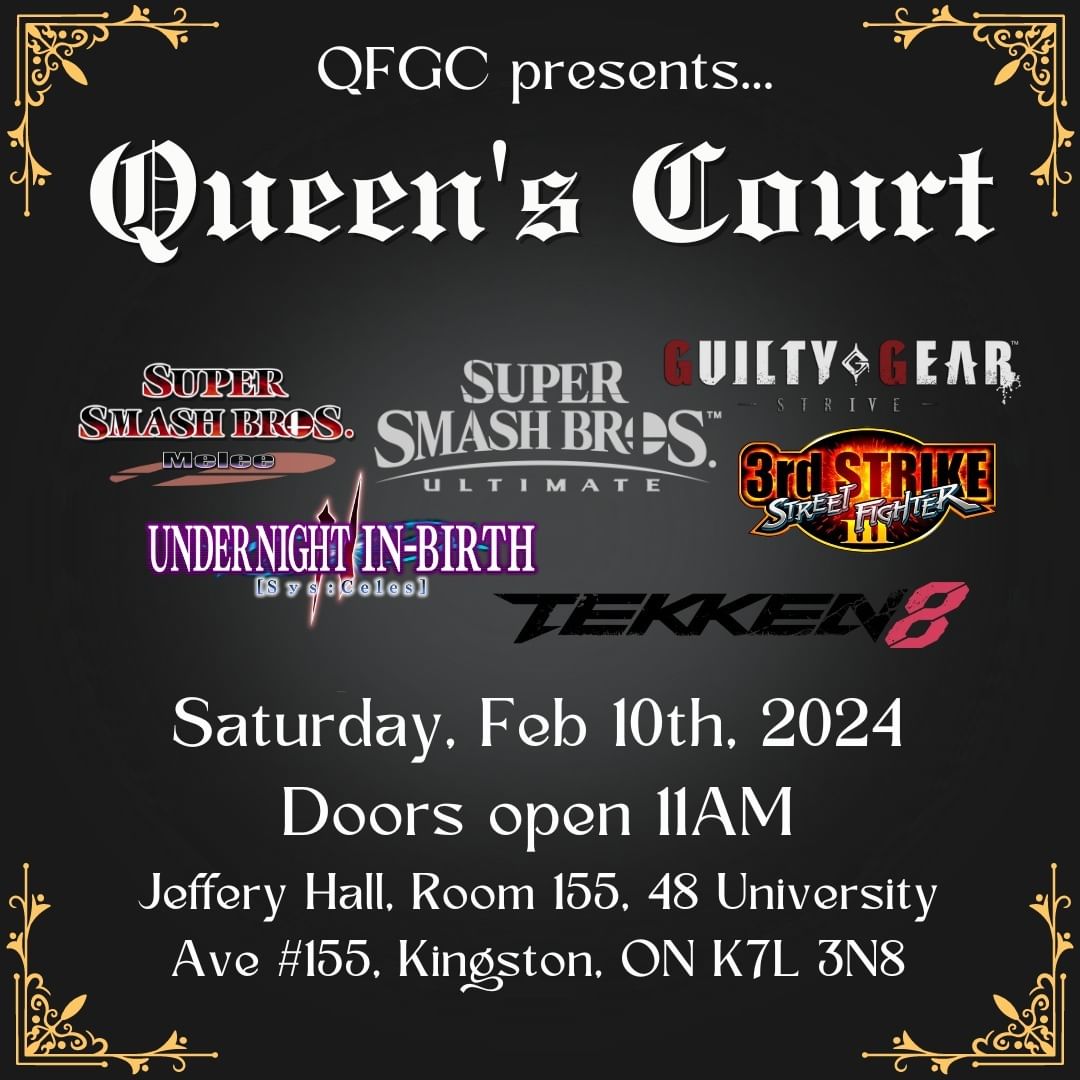 QFGC presents...
Queen's Court
GUILTY GEAR™
STRIVE
SUPER
SMASH BROS.
Melee
SUPER
SMASH BROS.™
ULTIMATE
3rd STRIKE
STREET FIGHTER
III
UNDER NIGHT IN-BIRTH
[Sys:Celes]
TEKKEN 8
Saturday, Feb 10th, 2024
Doors open 11AM
Jeffery Hall, Room 155, 48 University
Ave #155, Kingston, ON K7L 3N8